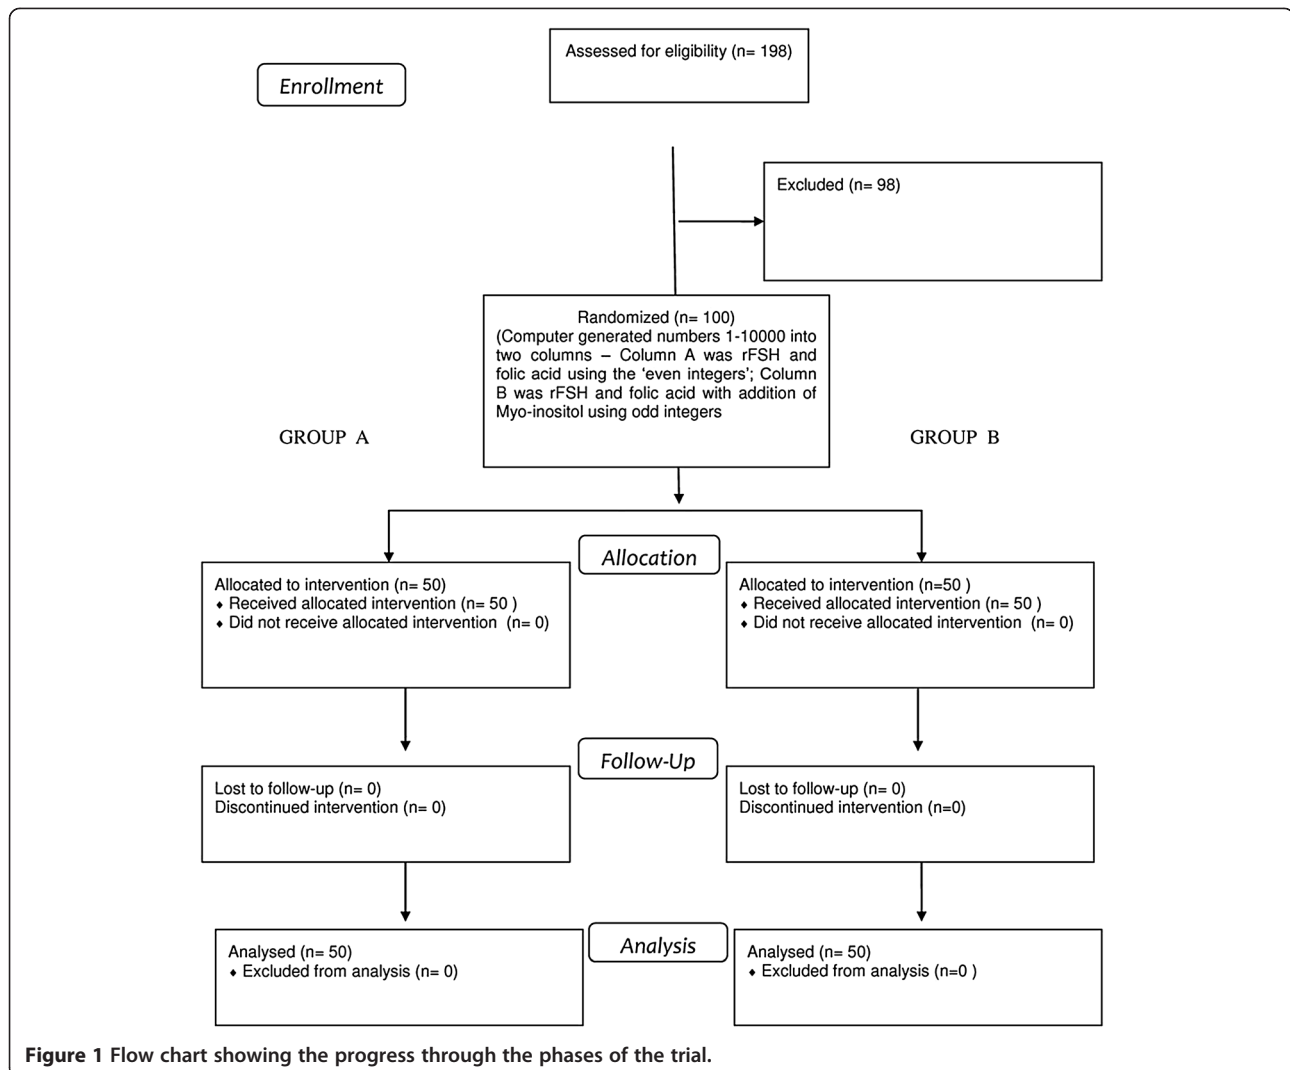 Assessed for eligibility (n= 198)
Enrollment
Excluded (n= 98)
Randomized (n= 100)
(Computer generated numbers 1-10000 into
two columns – Column A was rFSH and
folic acid using the ‘even integers’; Column
B was rFSH and folic acid with addition of
Myo-inositol using odd integers
GROUP A
GROUP B
Allocation
Allocated to intervention (n= 50)
♦ Received allocated intervention (n= 50 )
♦ Did not receive allocated intervention (n= 0)
Allocated to intervention (n=50 )
♦ Received allocated intervention (n= 50 )
♦ Did not receive allocated intervention (n= 0)
Follow-Up
Lost to follow-up (n= 0)
Discontinued intervention (n= 0)
Lost to follow-up (n= 0)
Discontinued intervention (n=0)
Analysis
Analysed (n= 50)
♦ Excluded from analysis (n= 0)
Analysed (n= 50)
♦ Excluded from analysis (n=0 )
Figure 1 Flow chart showing the progress through the phases of the trial.